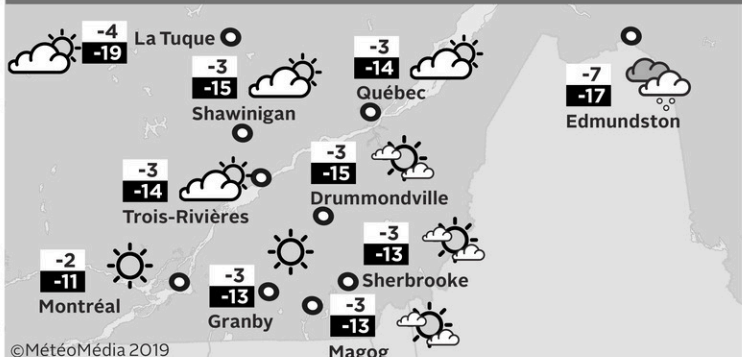 -4
-19
La Tuque
-3
-15
Shawinigan
-3
-14
Québec
-7
-17
Edmundston
-3
-14
Trois-Rivières
-3
-15
Drummondville
-2
-11
Montréal
-3
-13
Granby
-3
-13
Sherbrooke
-3
-13
Magog
©MétéoMédia 2019